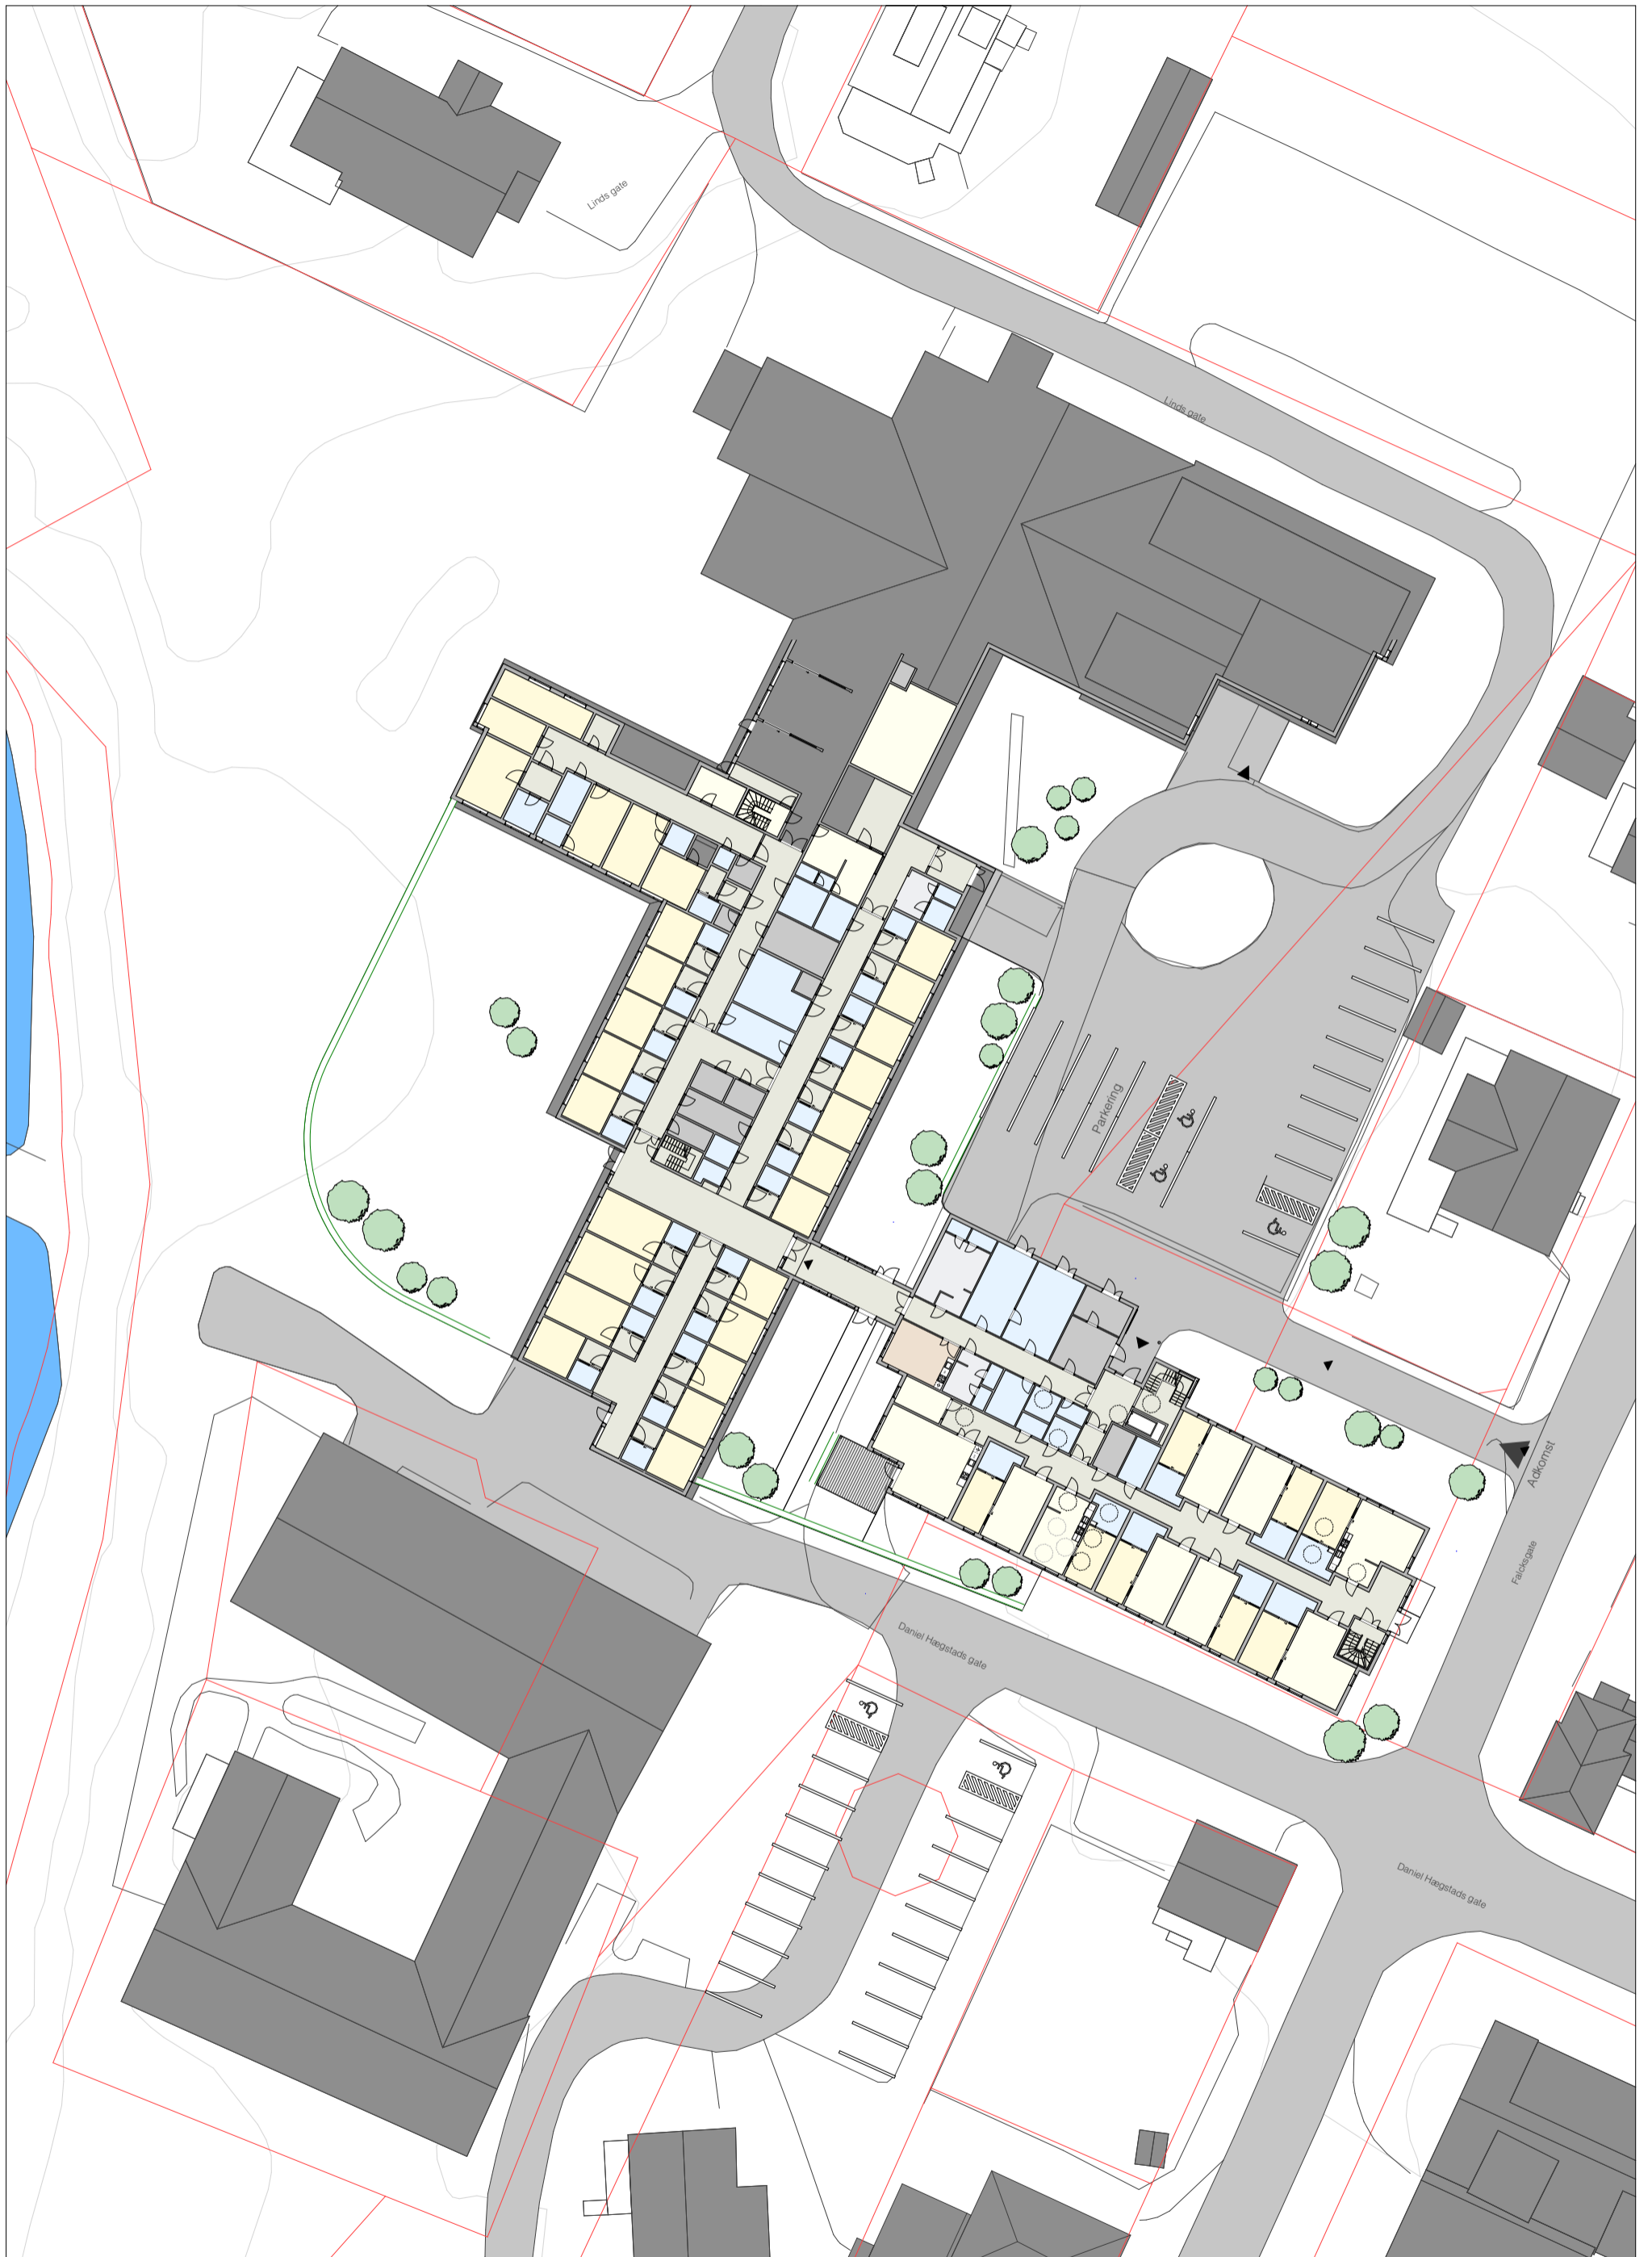 Linds gate
Linds gate
Parkering
Adkomst
Falcksgate
Daniel Hægstads gate
Daniel Hægstads gate